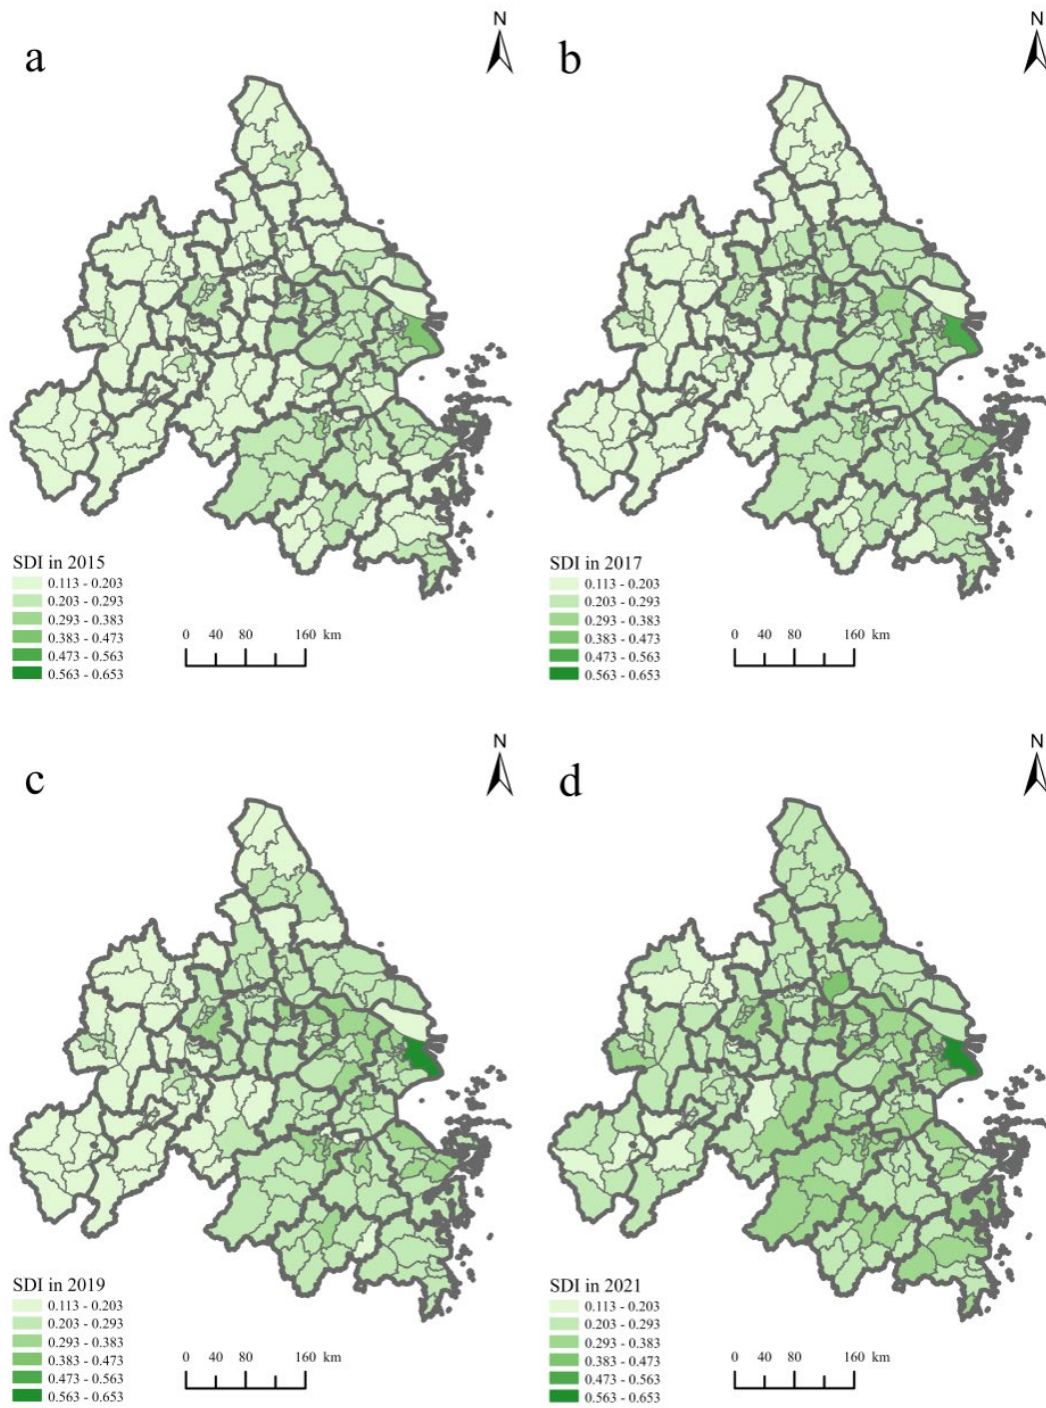 N
a
SDI in 2015
0.113 - 0.203
0.203 - 0.293
0.293 - 0.383
0.383 - 0.473
0.473 - 0.563
0.563 - 0.653
0 40 80 160 km
N
b
SDI in 2017
0.113 - 0.203
0.203 - 0.293
0.293 - 0.383
0.383 - 0.473
0.473 - 0.563
0.563 - 0.653
0 40 80 160 km
N
c
SDI in 2019
0.113 - 0.203
0.203 - 0.293
0.293 - 0.383
0.383 - 0.473
0.473 - 0.563
0.563 - 0.653
0 40 80 160 km
N
d
SDI in 2021
0.113 - 0.203
0.203 - 0.293
0.293 - 0.383
0.383 - 0.473
0.473 - 0.563
0.563 - 0.653
0 40 80 160 km